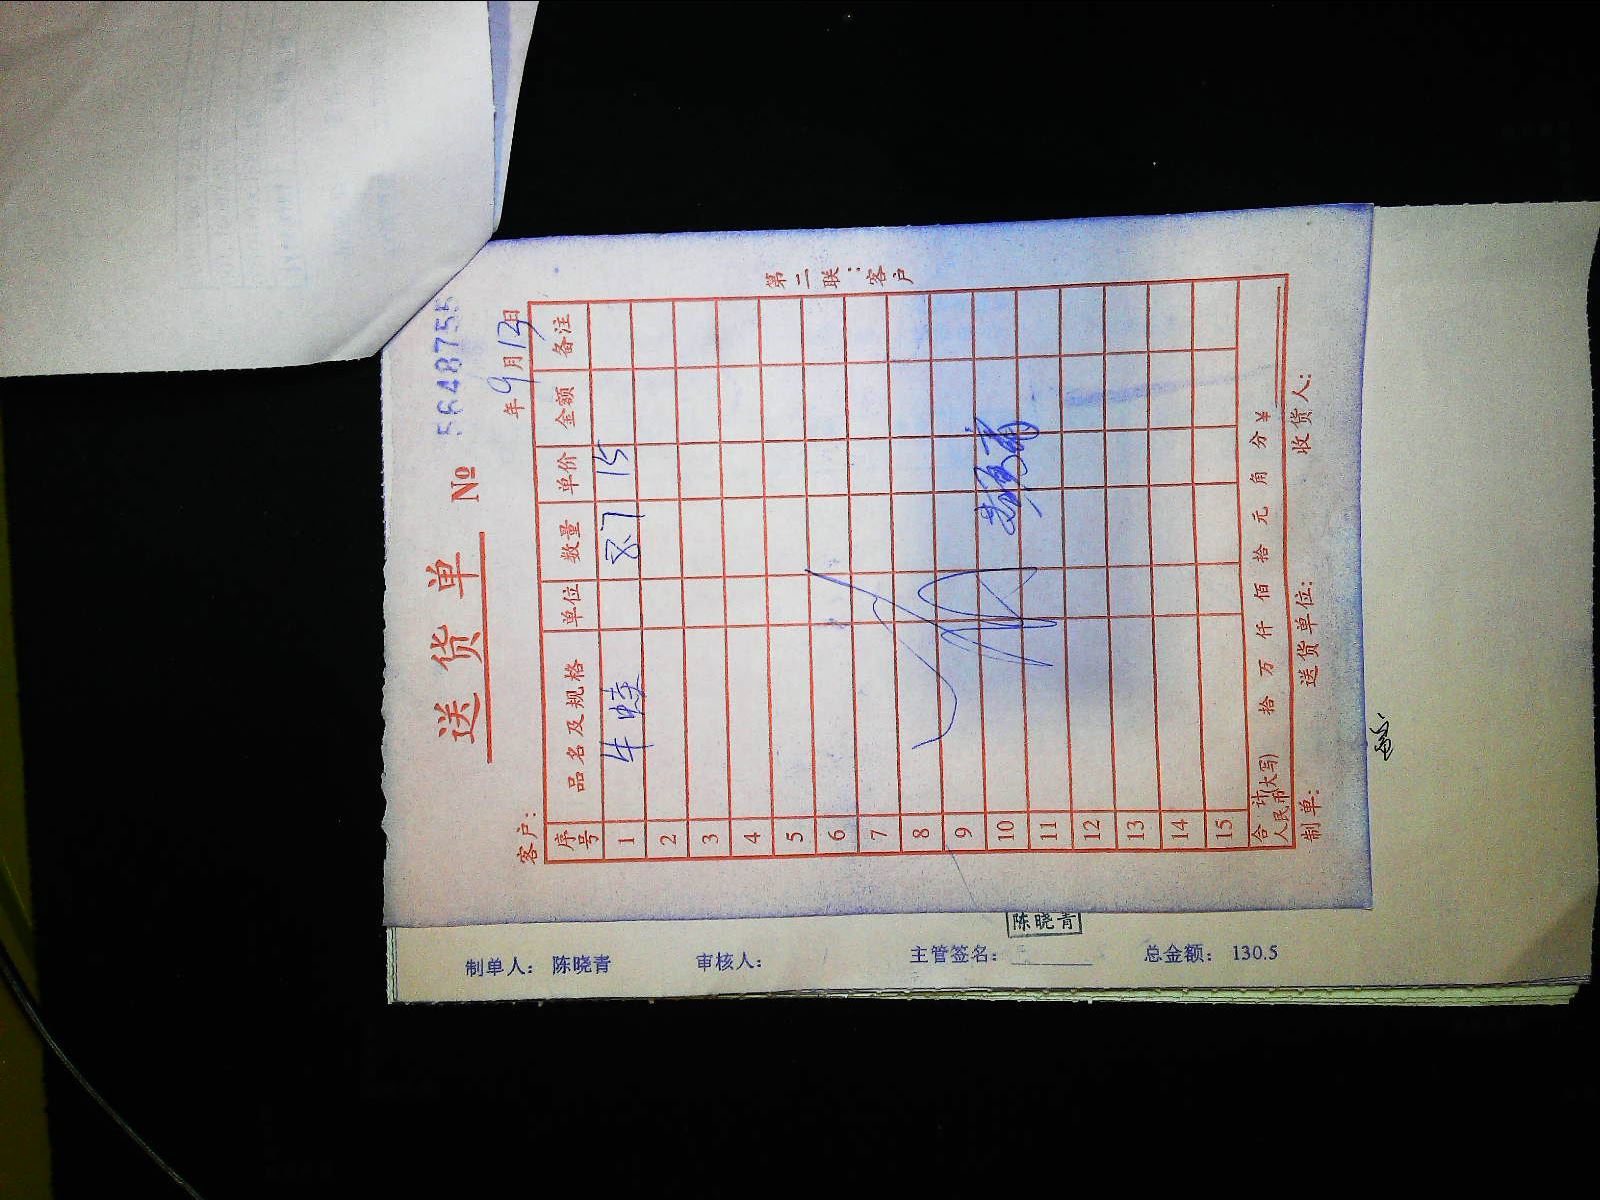 送货单 № 5648755
客户： 年9月12日
序号 品名及规格 单位 数量 单价 金额 备注
1 牛蛙 8.7 15
2
3
4
5
6
7
8
9
10
11
12
13
14
15
合计人民币(大写) 拾 万 仟 佰 拾 元 角 分 ¥
制单： 送货单位： 收货人：
第二联：客户
陈晓青
制单人： 陈晓青 审核人： 主管签名： 总金额： 130.5